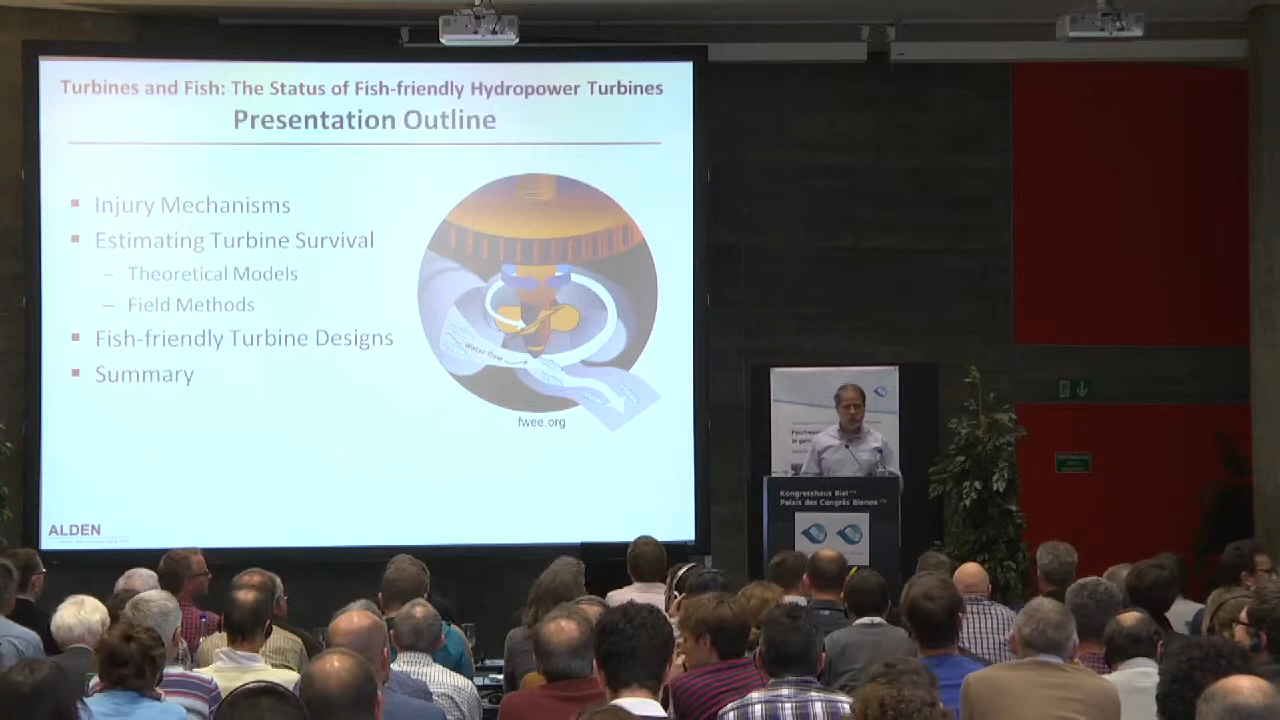 Turbines and Fish: The Status of Fish-friendly Hydropower Turbines
Presentation Outline
Injury Mechanisms
Estimating Turbine Survival
– Theoretical Models
– Field Methods
Fish-friendly Turbine Designs
Summary
Water flow
fwee.org
ALDEN
Kongresshaus Biel
Palais des Congrès Bienne